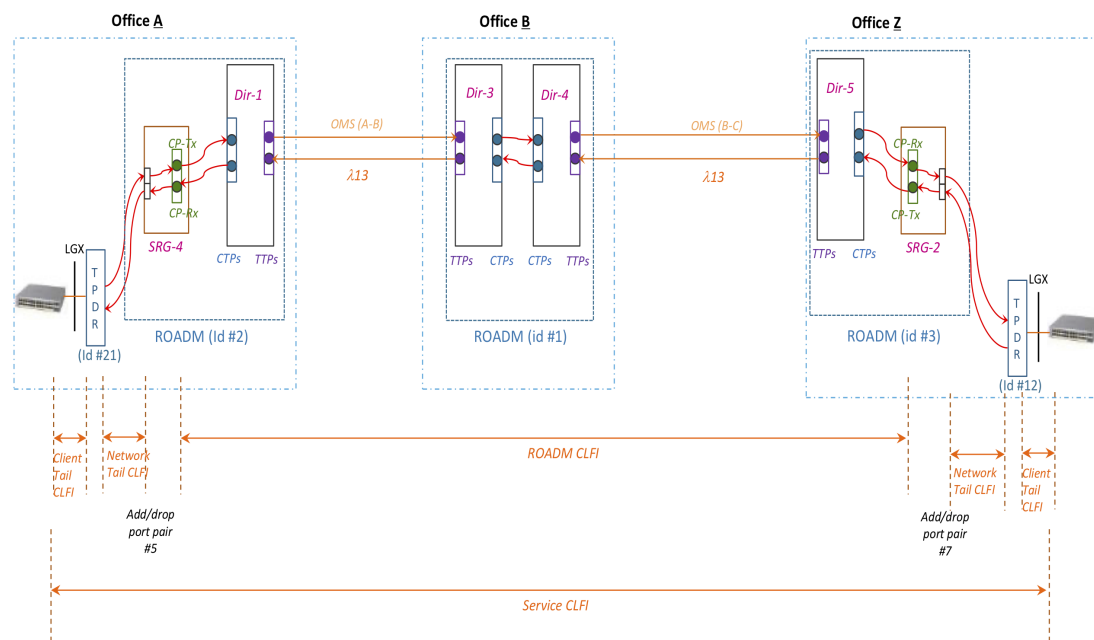 Office A
Office B
Office Z
Dir-1
Dir-3
Dir-4
Dir-5
OMS (A-B)
OMS (B-C)
λ13
λ13
CP-Tx
CP-Rx
SRG-4
CP-Rx
CP-Tx
SRG-2
CTPs
TTPs
TTPs
CTPs
CTPs
TTPs
TTPs
CTPs
LGX
T
P
D
R
(Id #21)
LGX
T
P
D
R
(Id #12)
ROADM (Id #2)
ROADM (id #1)
ROADM (id #3)
Client
Tail
CLFI
Network
Tail CLFI
ROADM CLFI
Network
Tail CLFI
Client
Tail
CLFI
Add/drop
port pair
#5
Add/drop
port pair
#7
Service CLFI